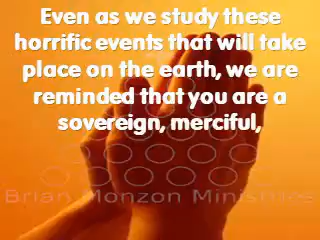 Even as we study these
horrific events that will take
place on the earth, we are
reminded that you are a
sovereign, merciful,
Brian Monzon Ministries